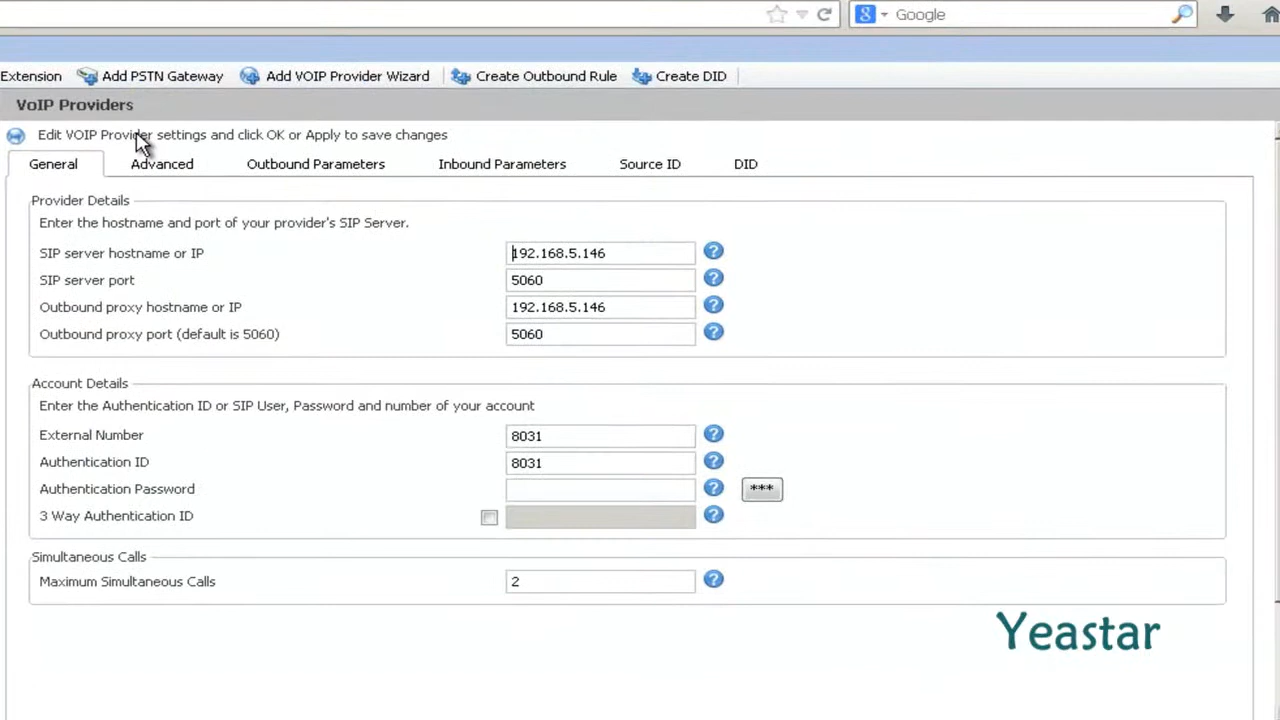 Google
Extension Add PSTN Gateway Add VOIP Provider Wizard Create Outbound Rule Create DID
VoIP Providers
Edit VOIP Provider settings and click OK or Apply to save changes
General Advanced Outbound Parameters Inbound Parameters Source ID DID
Provider Details
Enter the hostname and port of your provider's SIP Server.
SIP server hostname or IP 192.168.5.146
SIP server port 5060
Outbound proxy hostname or IP 192.168.5.146
Outbound proxy port (default is 5060) 5060
Account Details
Enter the Authentication ID or SIP User, Password and number of your account
External Number 8031
Authentication ID 8031
Authentication Password ***
3 Way Authentication ID
Simultaneous Calls
Maximum Simultaneous Calls 2
Yeastar